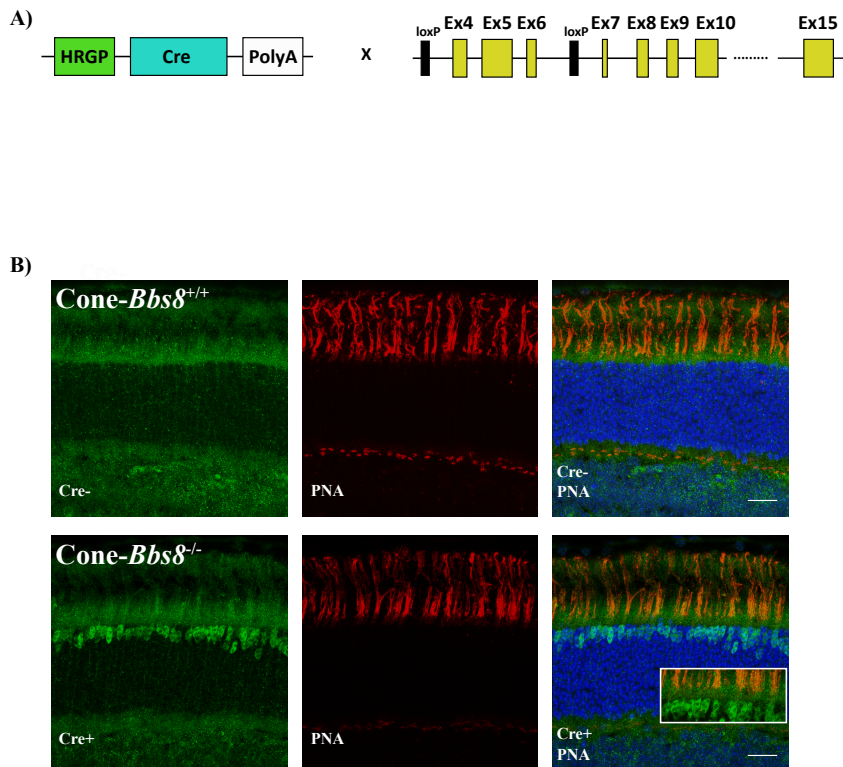 A)
HRGP Cre PolyA X loxP Ex4 Ex5 Ex6 loxP Ex7 Ex8 Ex9 Ex10 ......... Ex15
B)
Cone-Bbs8+/+
Cre- PNA Cre-
PNA
Cone-Bbs8-/-
Cre+ PNA Cre+
PNA